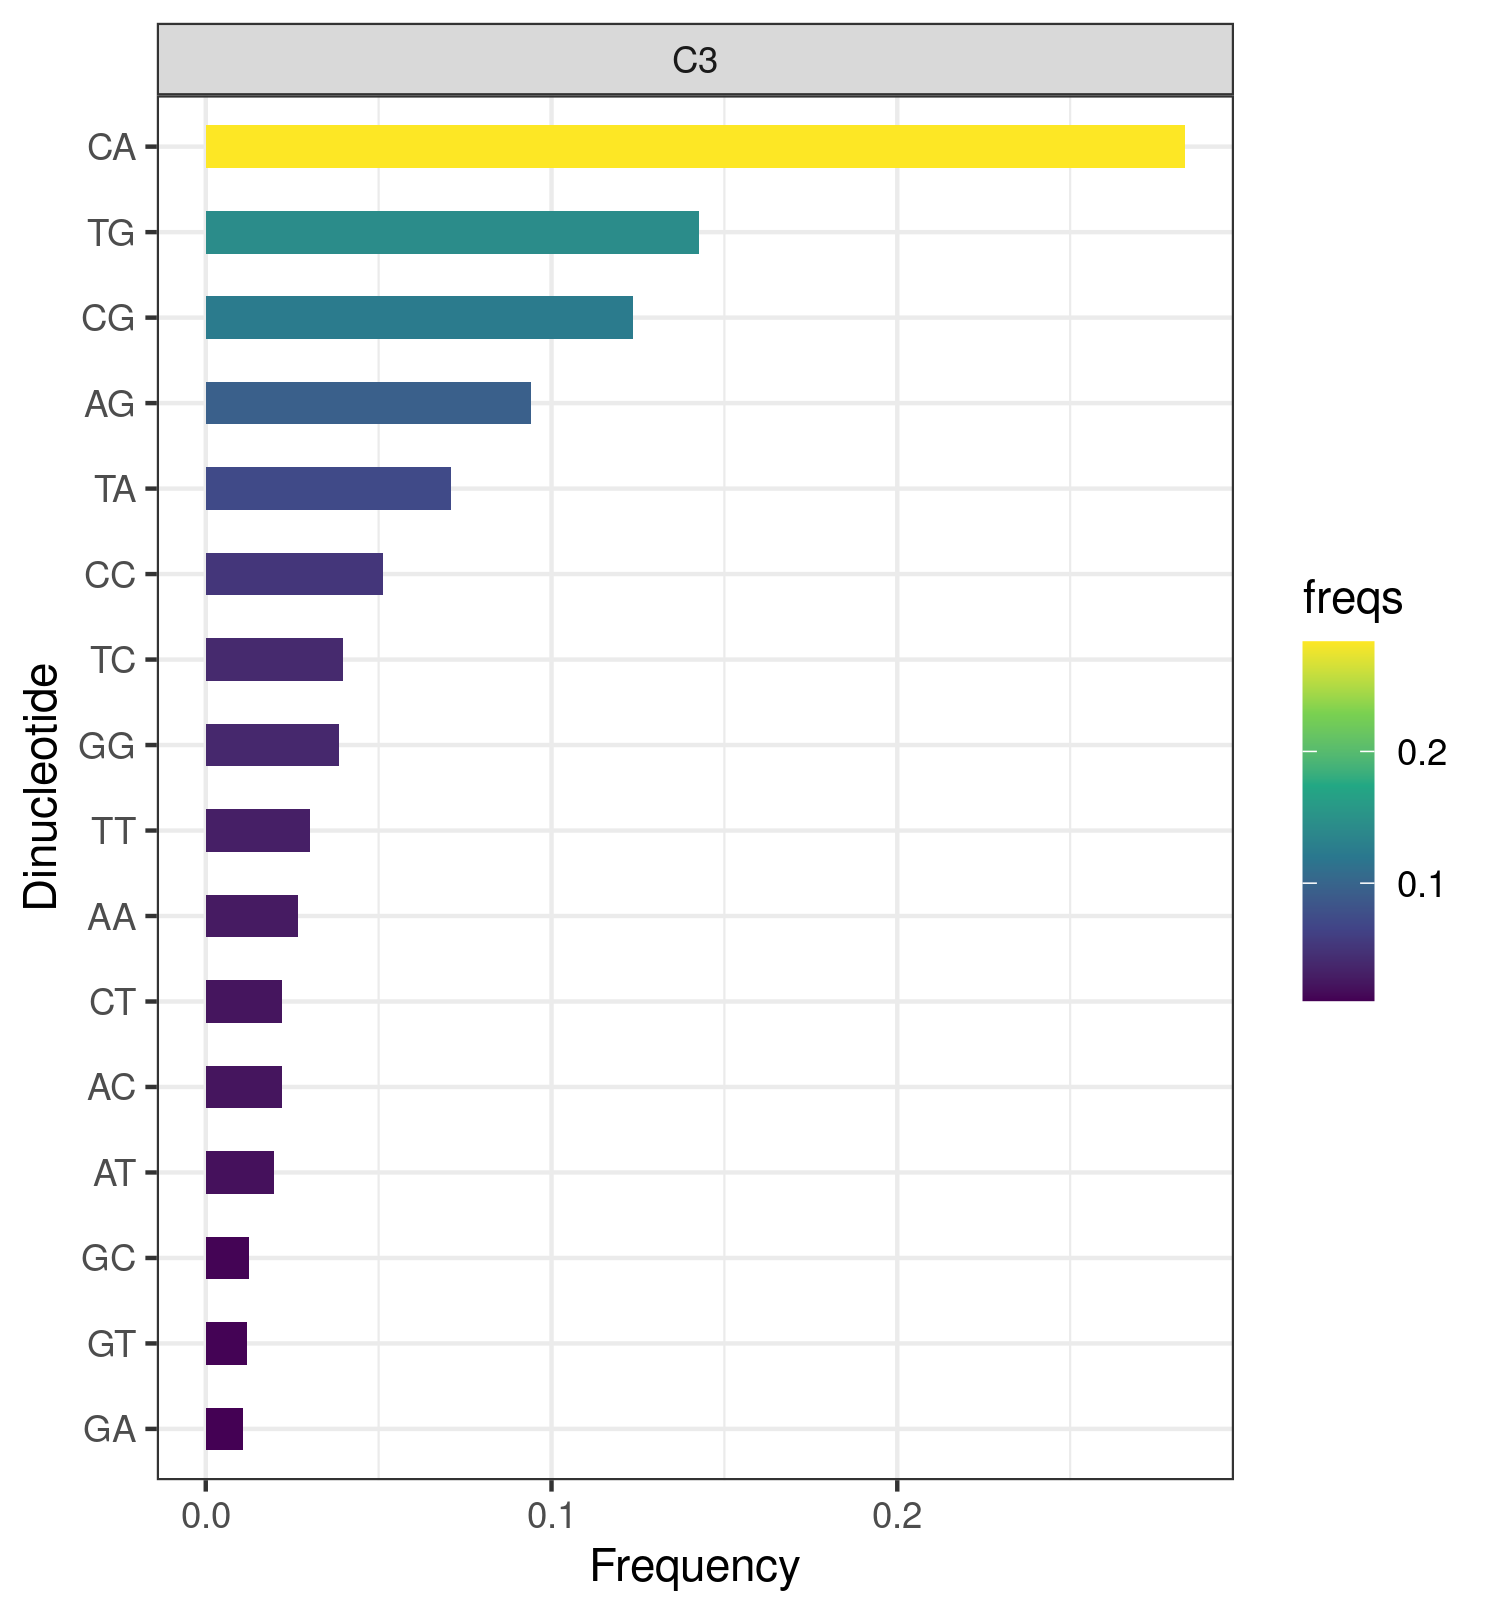 C3
CA
TG
CG
AG
TA
CC
TC
GG
TT
AA
CT
AC
AT
GC
GT
GA
Dinucleotide
0.0 0.1 0.2
Frequency
freqs
0.2
0.1